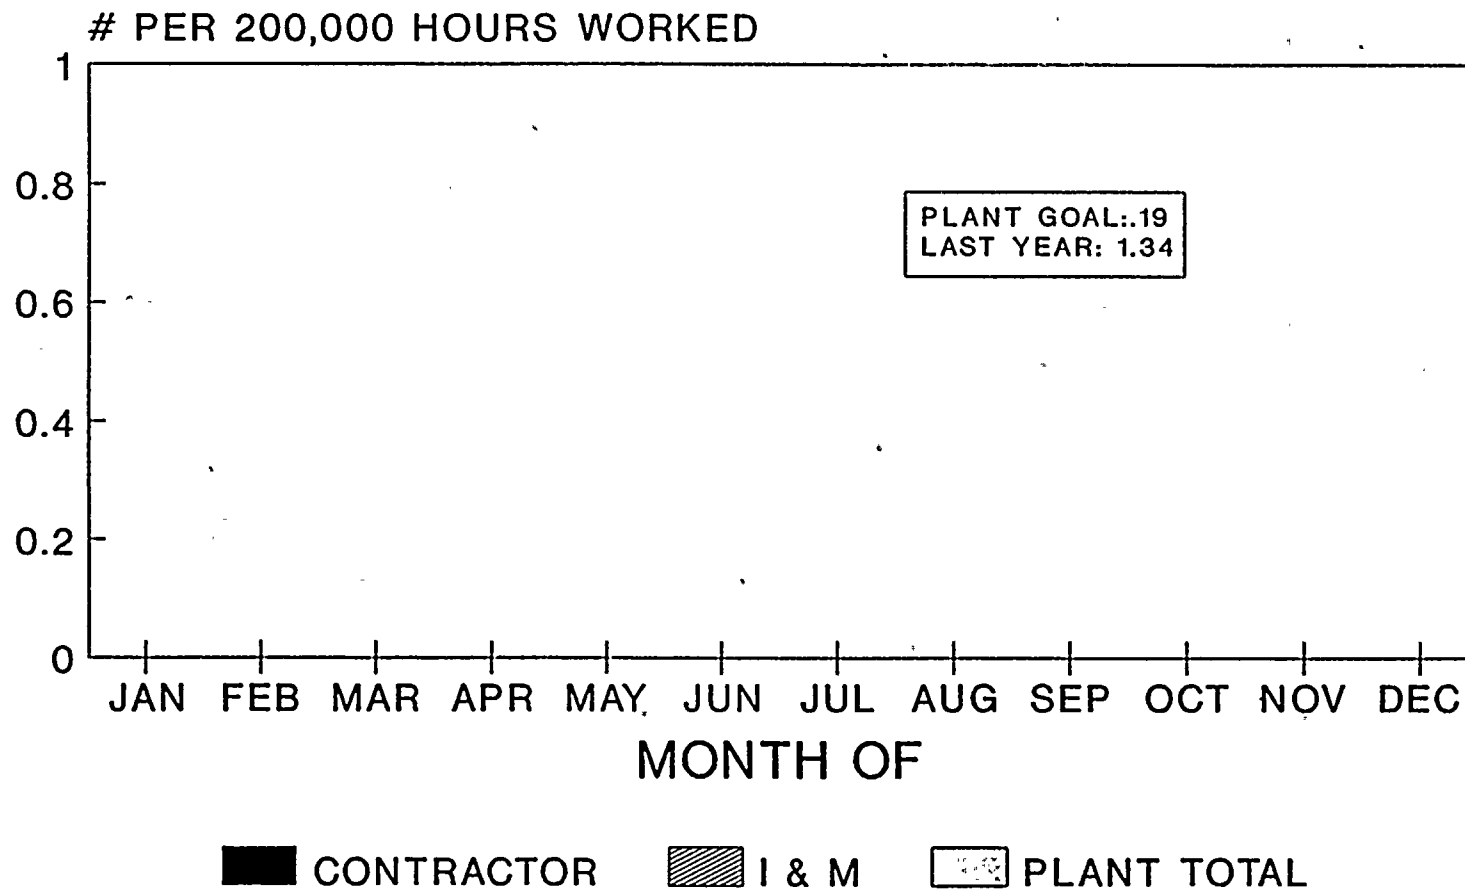 # PER 200,000 HOURS WORKED
1
0.8
0.6
0.4
0.2
0
PLANT GOAL:.19
LAST YEAR: 1.34
JAN FEB MAR APR MAY JUN JUL AUG SEP OCT NOV DEC
MONTH OF
CONTRACTOR I & M PLANT TOTAL